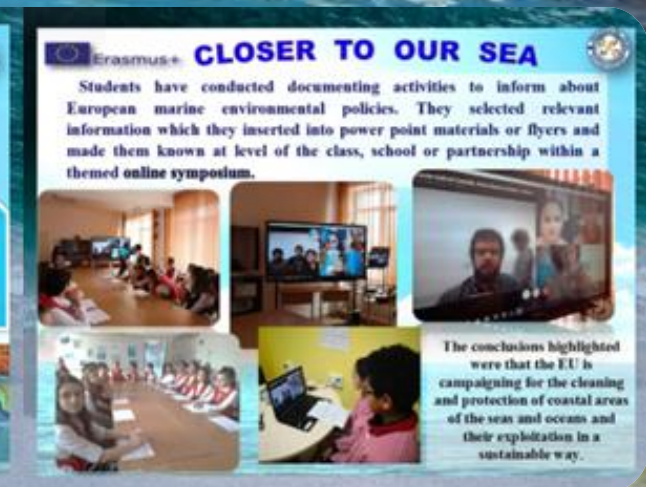 Erasmus+ CLOSER TO OUR SEA
Students have conducted documenting activities to inform about
European marine environmental policies. They selected relevant
information which they inserted into power point materials or flyers and
made them known at level of the class, school or partnership within a
themed online symposium.
The conclusions highlighted
were that the EU is
campaigning for the cleaning
and protection of coastal areas
of the seas and oceans and
their exploitation in a
sustainable way.